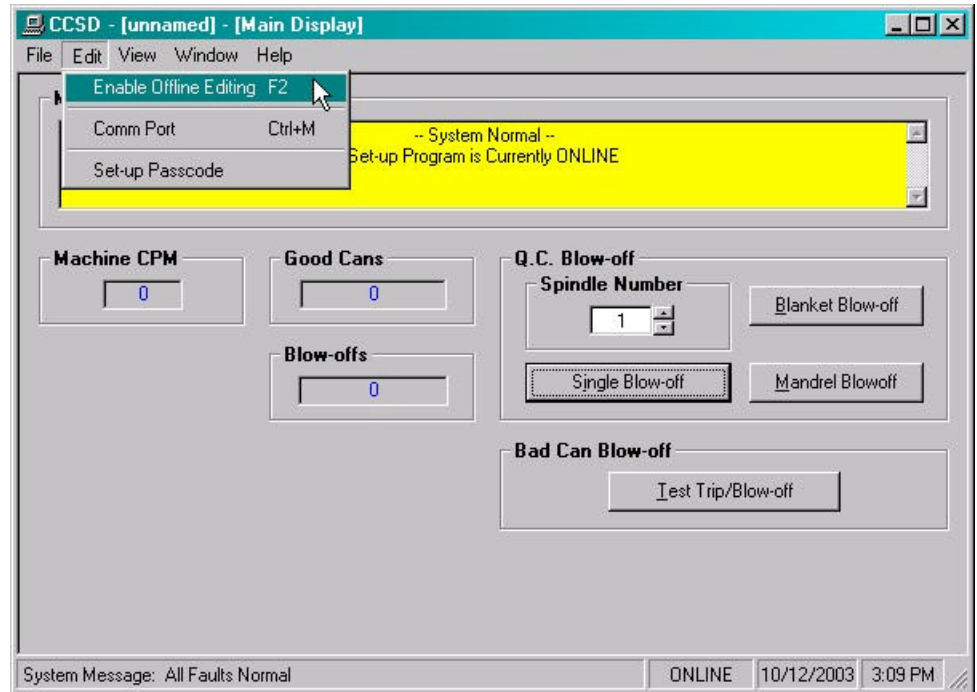 CCSD - [unnamed] - [Main Display]
File Edit View Window Help
Enable Offline Editing F2
Comm Port Ctrl+M
Set-up Passcode
-- System Normal --
Set-up Program is Currently ONLINE
Machine CPM
0
Good Cans
0
Blow-offs
0
Q.C. Blow-off
Spindle Number
1
Blanket Blow-off
Single Blow-off
Mandrel Blowoff
Bad Can Blow-off
Test Trip/Blow-off
System Message: All Faults Normal
ONLINE
10/12/2003
3:09 PM